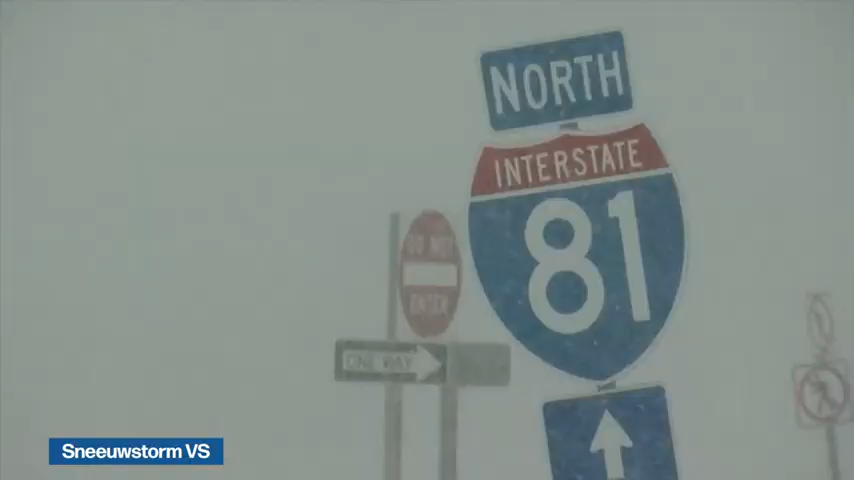 NORTH
INTERSTATE
81
DO NOT
ENTER
ONE WAY
Sneeuwstorm VS